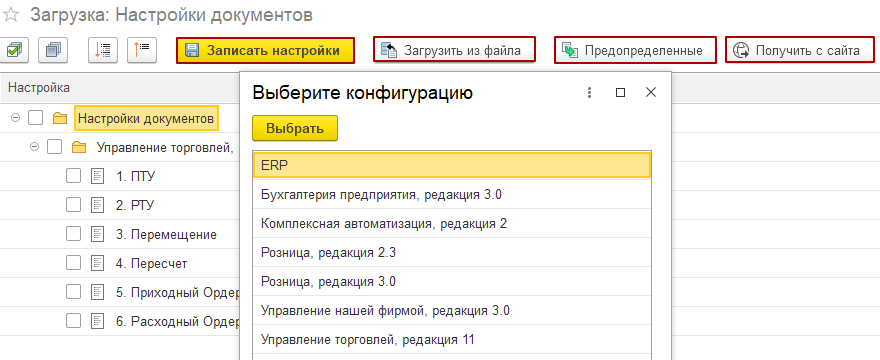 Загрузка: Настройки документов
Записать настройки
Загрузить из файла
Предопределенные
Получить с сайта
Настройка
Настройки документов
Управление торговлей,
1. ПТУ
2. РТУ
3. Перемещение
4. Пересчет
5. Приходный Ордер
6. Расходный Ордер
Выберите конфигурацию
Выбрать
ERP
Бухгалтерия предприятия, редакция 3.0
Комплексная автоматизация, редакция 2
Розница, редакция 2.3
Розница, редакция 3.0
Управление нашей фирмой, редакция 3.0
Управление торговлей, редакция 11